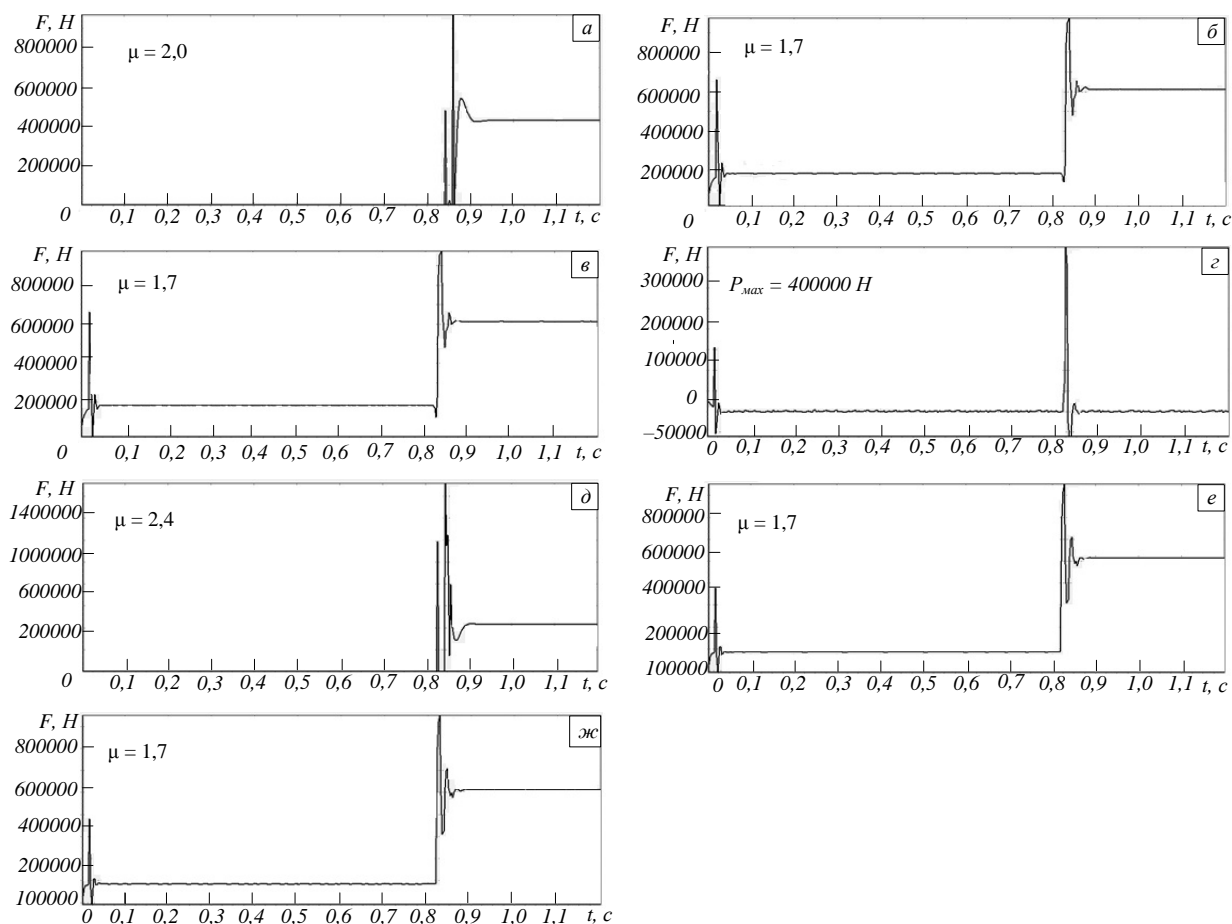 F, Н
а
800000
μ = 2,0
600000
400000
200000
0
0,1 0,2 0,3 0,4 0,5 0,6 0,7 0,8 0,9 1,0 1,1 t, с
F, Н
б
800000
μ = 1,7
600000
400000
200000
0
0,1 0,2 0,3 0,4 0,5 0,6 0,7 0,8 0,9 1,0 1,1 t, с
F, Н
в
800000
μ = 1,7
600000
400000
200000
0
0,1 0,2 0,3 0,4 0,5 0,6 0,7 0,8 0,9 1,0 1,1 t, с
F, Н
г
300000
Pмах = 400000 Н
200000
100000
0
–50000
0,1 0,2 0,3 0,4 0,5 0,6 0,7 0,8 0,9 1,0 1,1 t, с
F, Н
д
1400000
μ = 2,4
1000000
600000
200000
0
0,1 0,2 0,3 0,4 0,5 0,6 0,7 0,8 0,9 1,0 1,1 t, с
F, Н
е
800000
μ = 1,7
600000
400000
200000
100000
0 0,1 0,2 0,3 0,4 0,5 0,6 0,7 0,8 0,9 1,0 1,1 t, с
F, Н
ж
800000
μ = 1,7
600000
400000
200000
100000
0 0,1 0,2 0,3 0,4 0,5 0,6 0,7 0,8 0,9 1,0 1,1 t, с